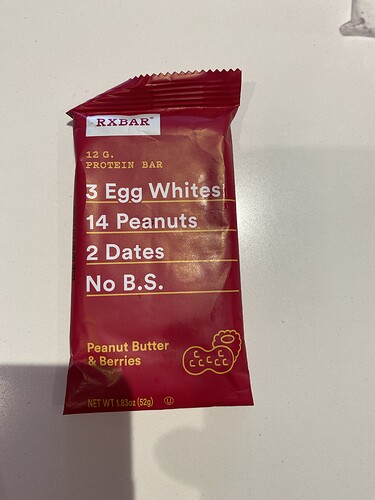 RXBAR®
12 G.
PROTEIN BAR
3 Egg Whites
14 Peanuts
2 Dates
No B.S.
Peanut Butter
& Berries
NET WT 1.83oz (52g) U